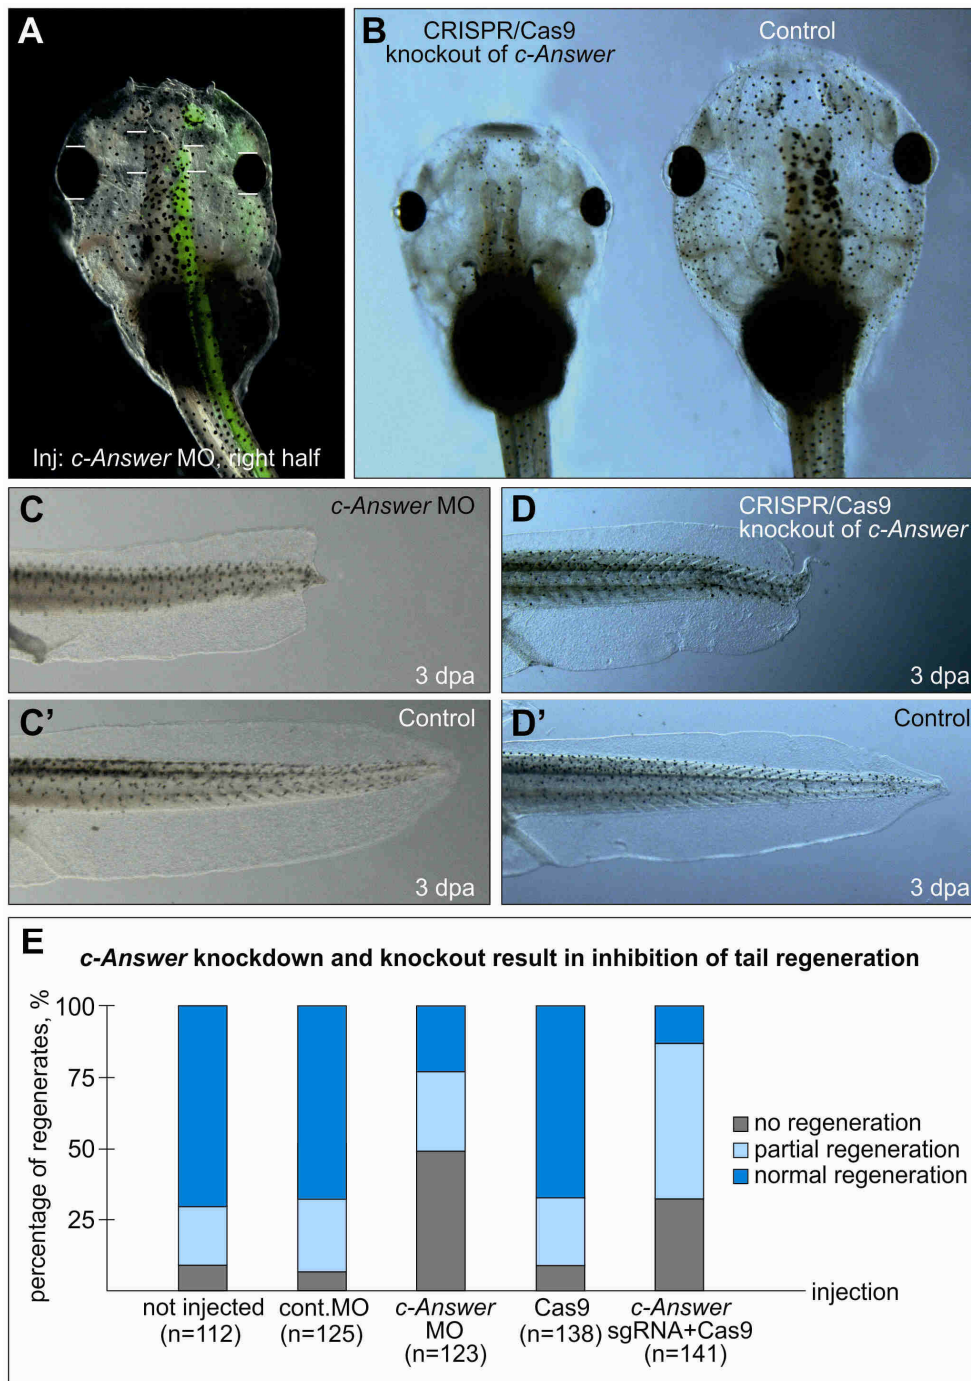 A
Inj: c-Answer MO, right half
B
CRISPR/Cas9
knockout of c-Answer
Control
C
c-Answer MO
3 dpa
D
CRISPR/Cas9
knockout of c-Answer
3 dpa
C’
Control
3 dpa
D’
Control
3 dpa
E
c-Answer knockdown and knockout result in inhibition of tail regeneration
percentage of regenerates, %
100
75
50
25
no regeneration
partial regeneration
normal regeneration
injection
not injected
(n=112)
cont.MO
(n=125)
c-Answer
MO
(n=123)
Cas9
(n=138)
c-Answer
sgRNA+Cas9
(n=141)